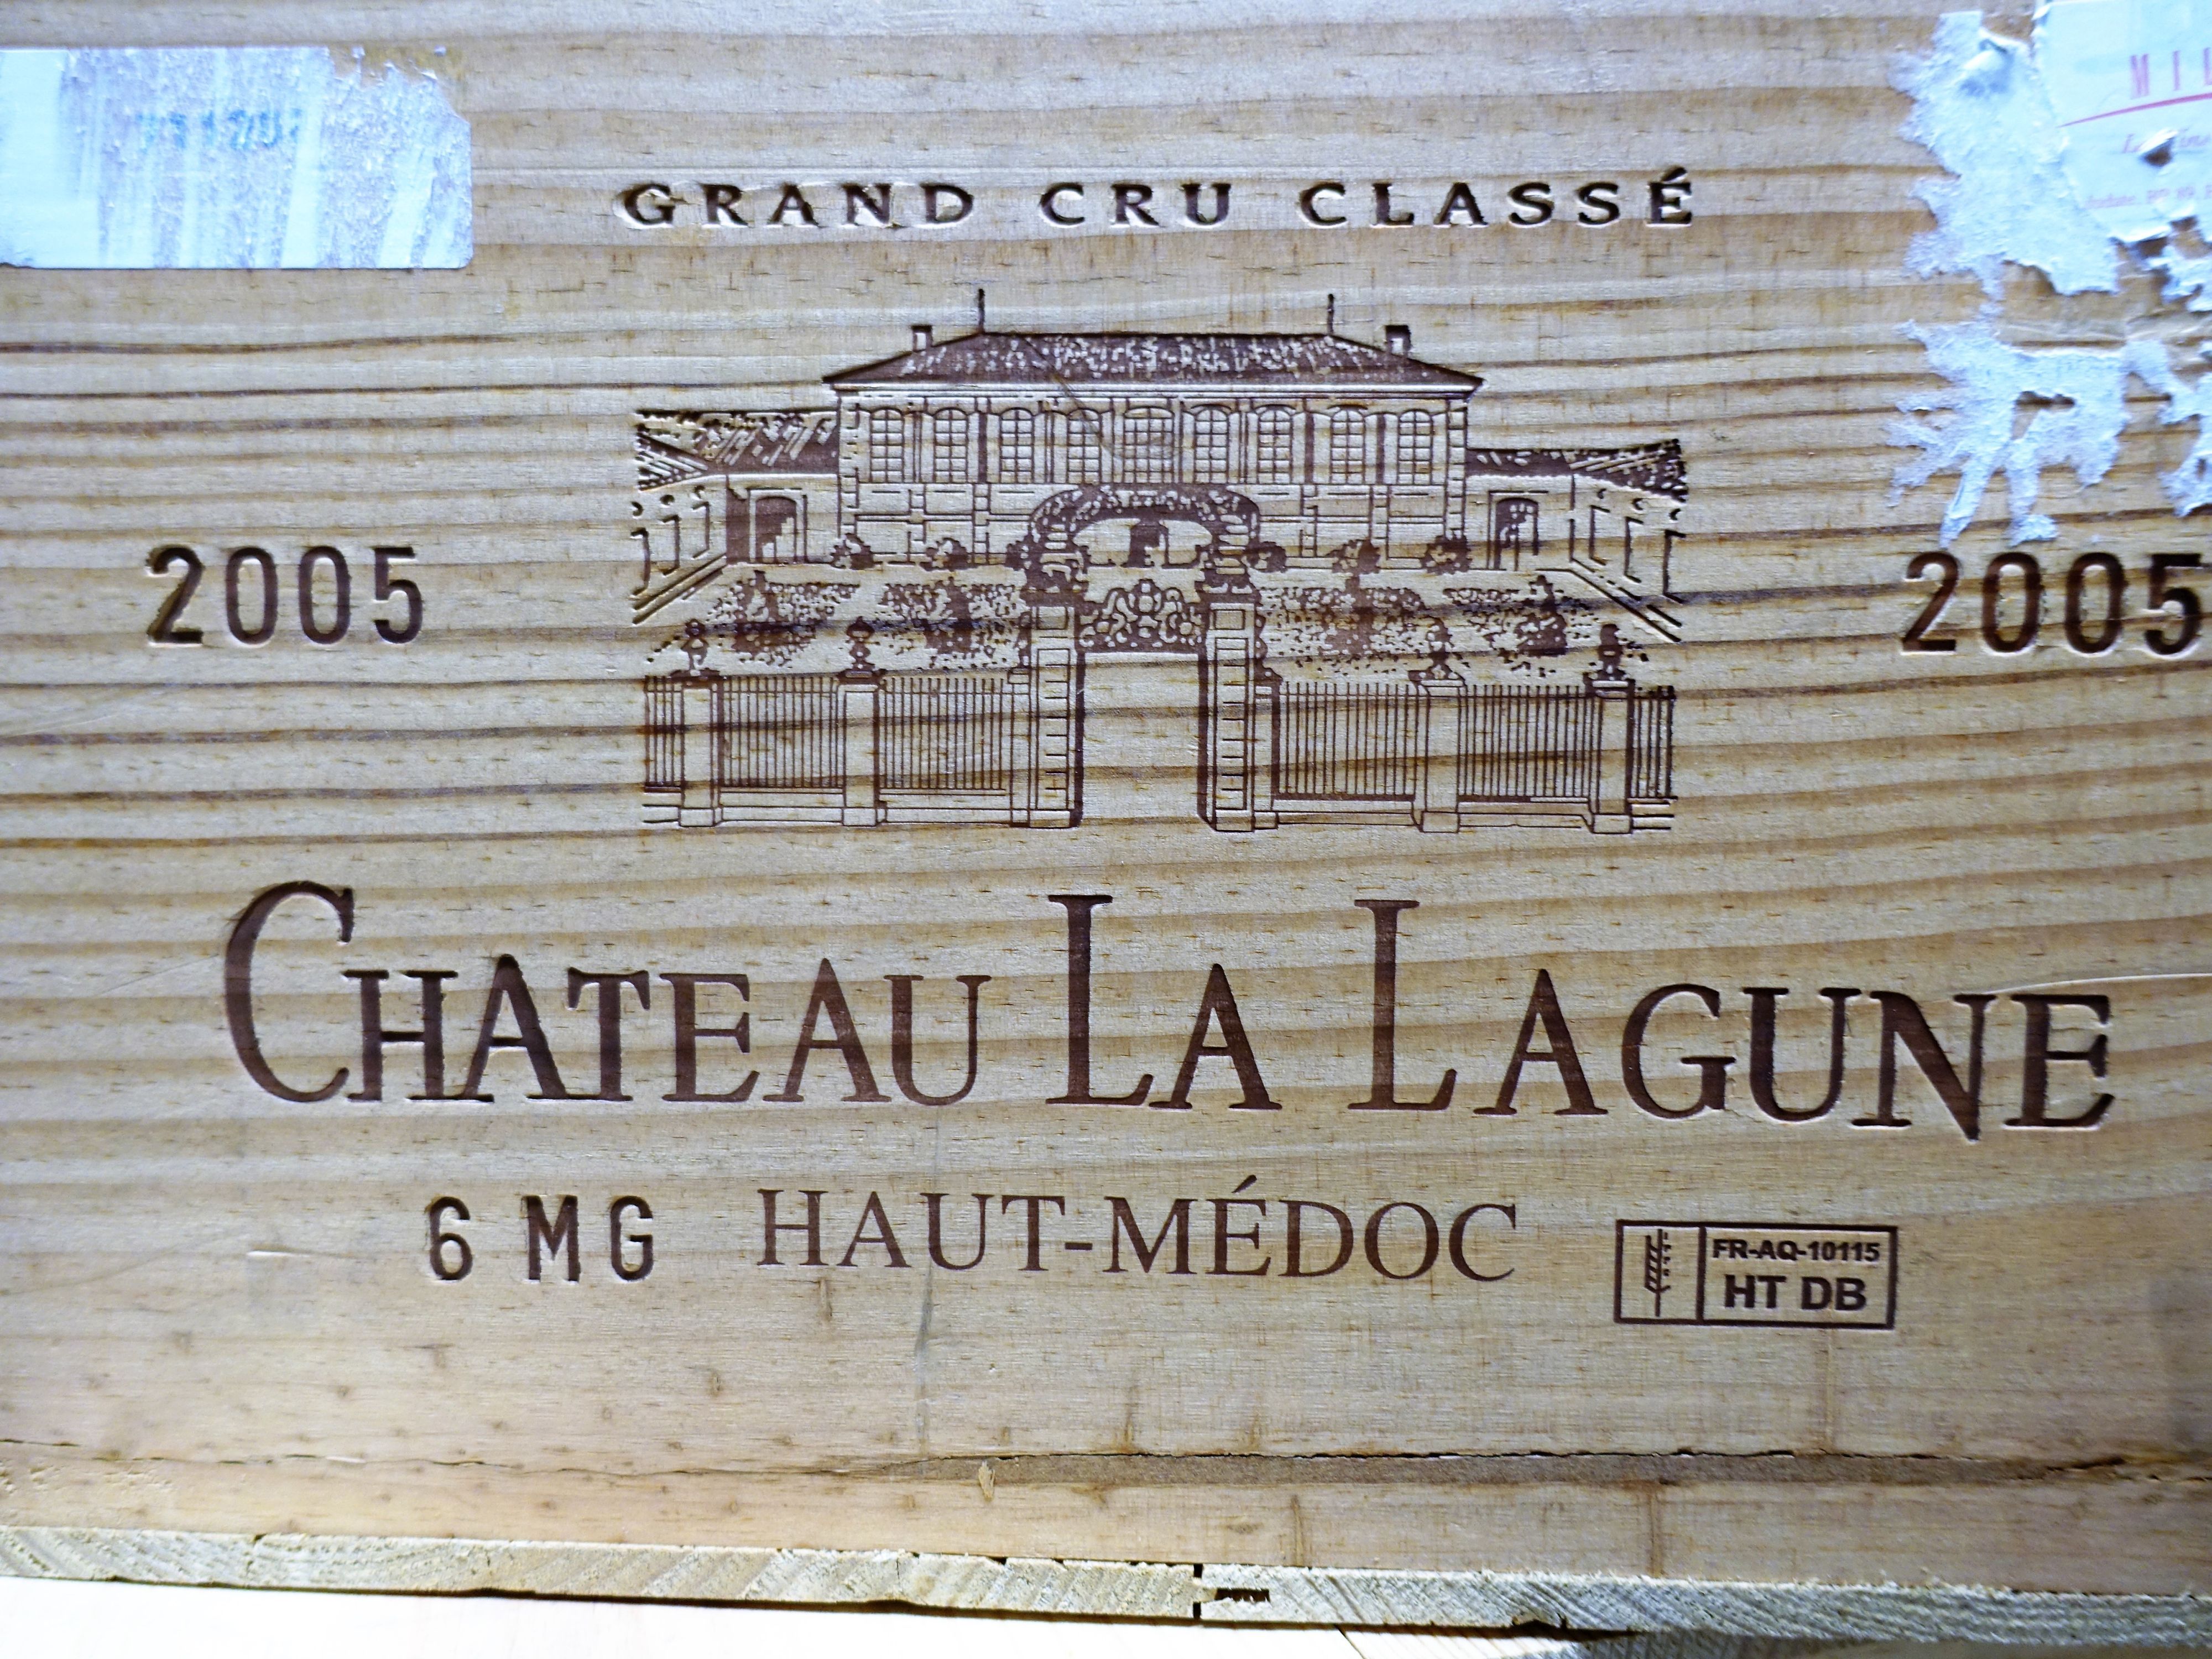 GRAND CRU CLASSÉ
2005
2005
CHATEAU LA LAGUNE
6 MG
HAUT-MÉDOC
FR-AQ-10115
HT DB